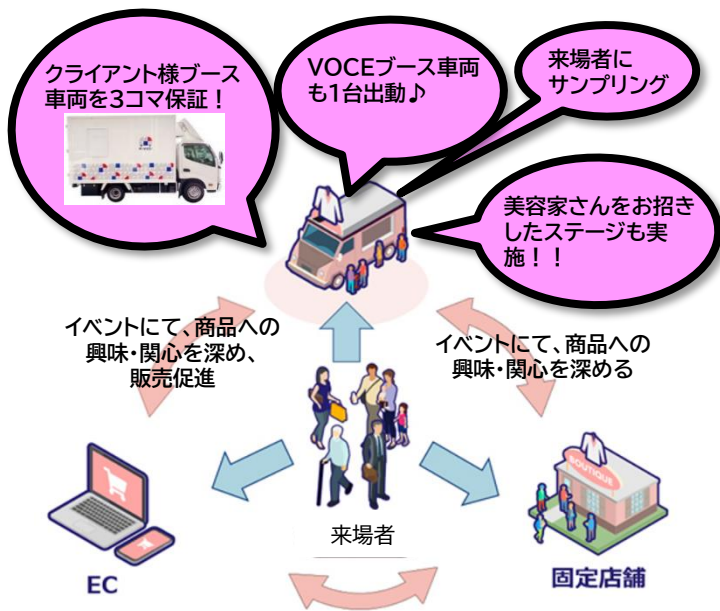 クライアント様ブース
車両を3コマ保証！
VOCEブース車両
も1台出動♪
来場者に
サンプリング
美容家さんをお招き
したステージも実
施！！
イベントにて、商品への
興味・関心を深め、
販売促進
イベントにて、商品への
興味・関心を深める
来場者
BOUTIQUE
EC
固定店舗